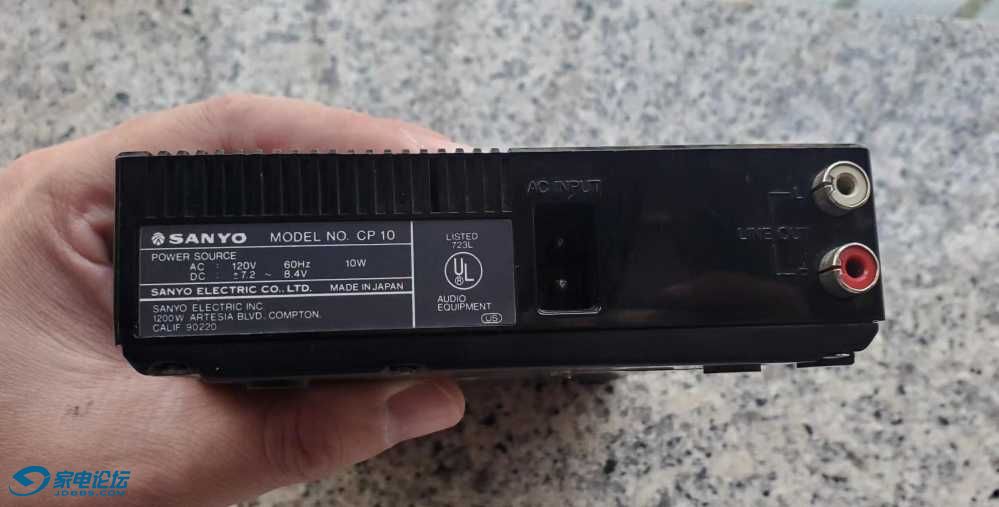 SANYO MODEL NO. CP 10
POWER SOURCE
AC : 120V 60Hz 10W
DC : ±7.2 ~ 8.4V
SANYO ELECTRIC CO., LTD. MADE IN JAPAN
SANYO ELECTRIC INC
1200W ARTESIA BLVD. COMPTON.
CALIF 90220
LISTED
723L
UL
®
AUDIO
EQUIPMENT
US
AC INPUT
L
LINE OUT
家电论坛
JDBBS.COM